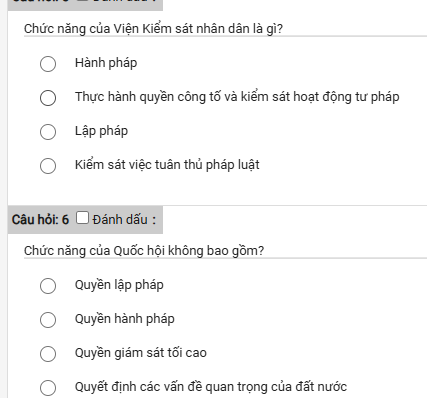 Chức năng của Viện Kiểm sát nhân dân là gì?
Hành pháp
Thực hành quyền công tố và kiểm sát hoạt động tư pháp
Lập pháp
Kiểm sát việc tuân thủ pháp luật
Câu hỏi: 6 Đánh dấu :
Chức năng của Quốc hội không bao gồm?
Quyền lập pháp
Quyền hành pháp
Quyền giám sát tối cao
Quyết định các vấn đề quan trọng của đất nước